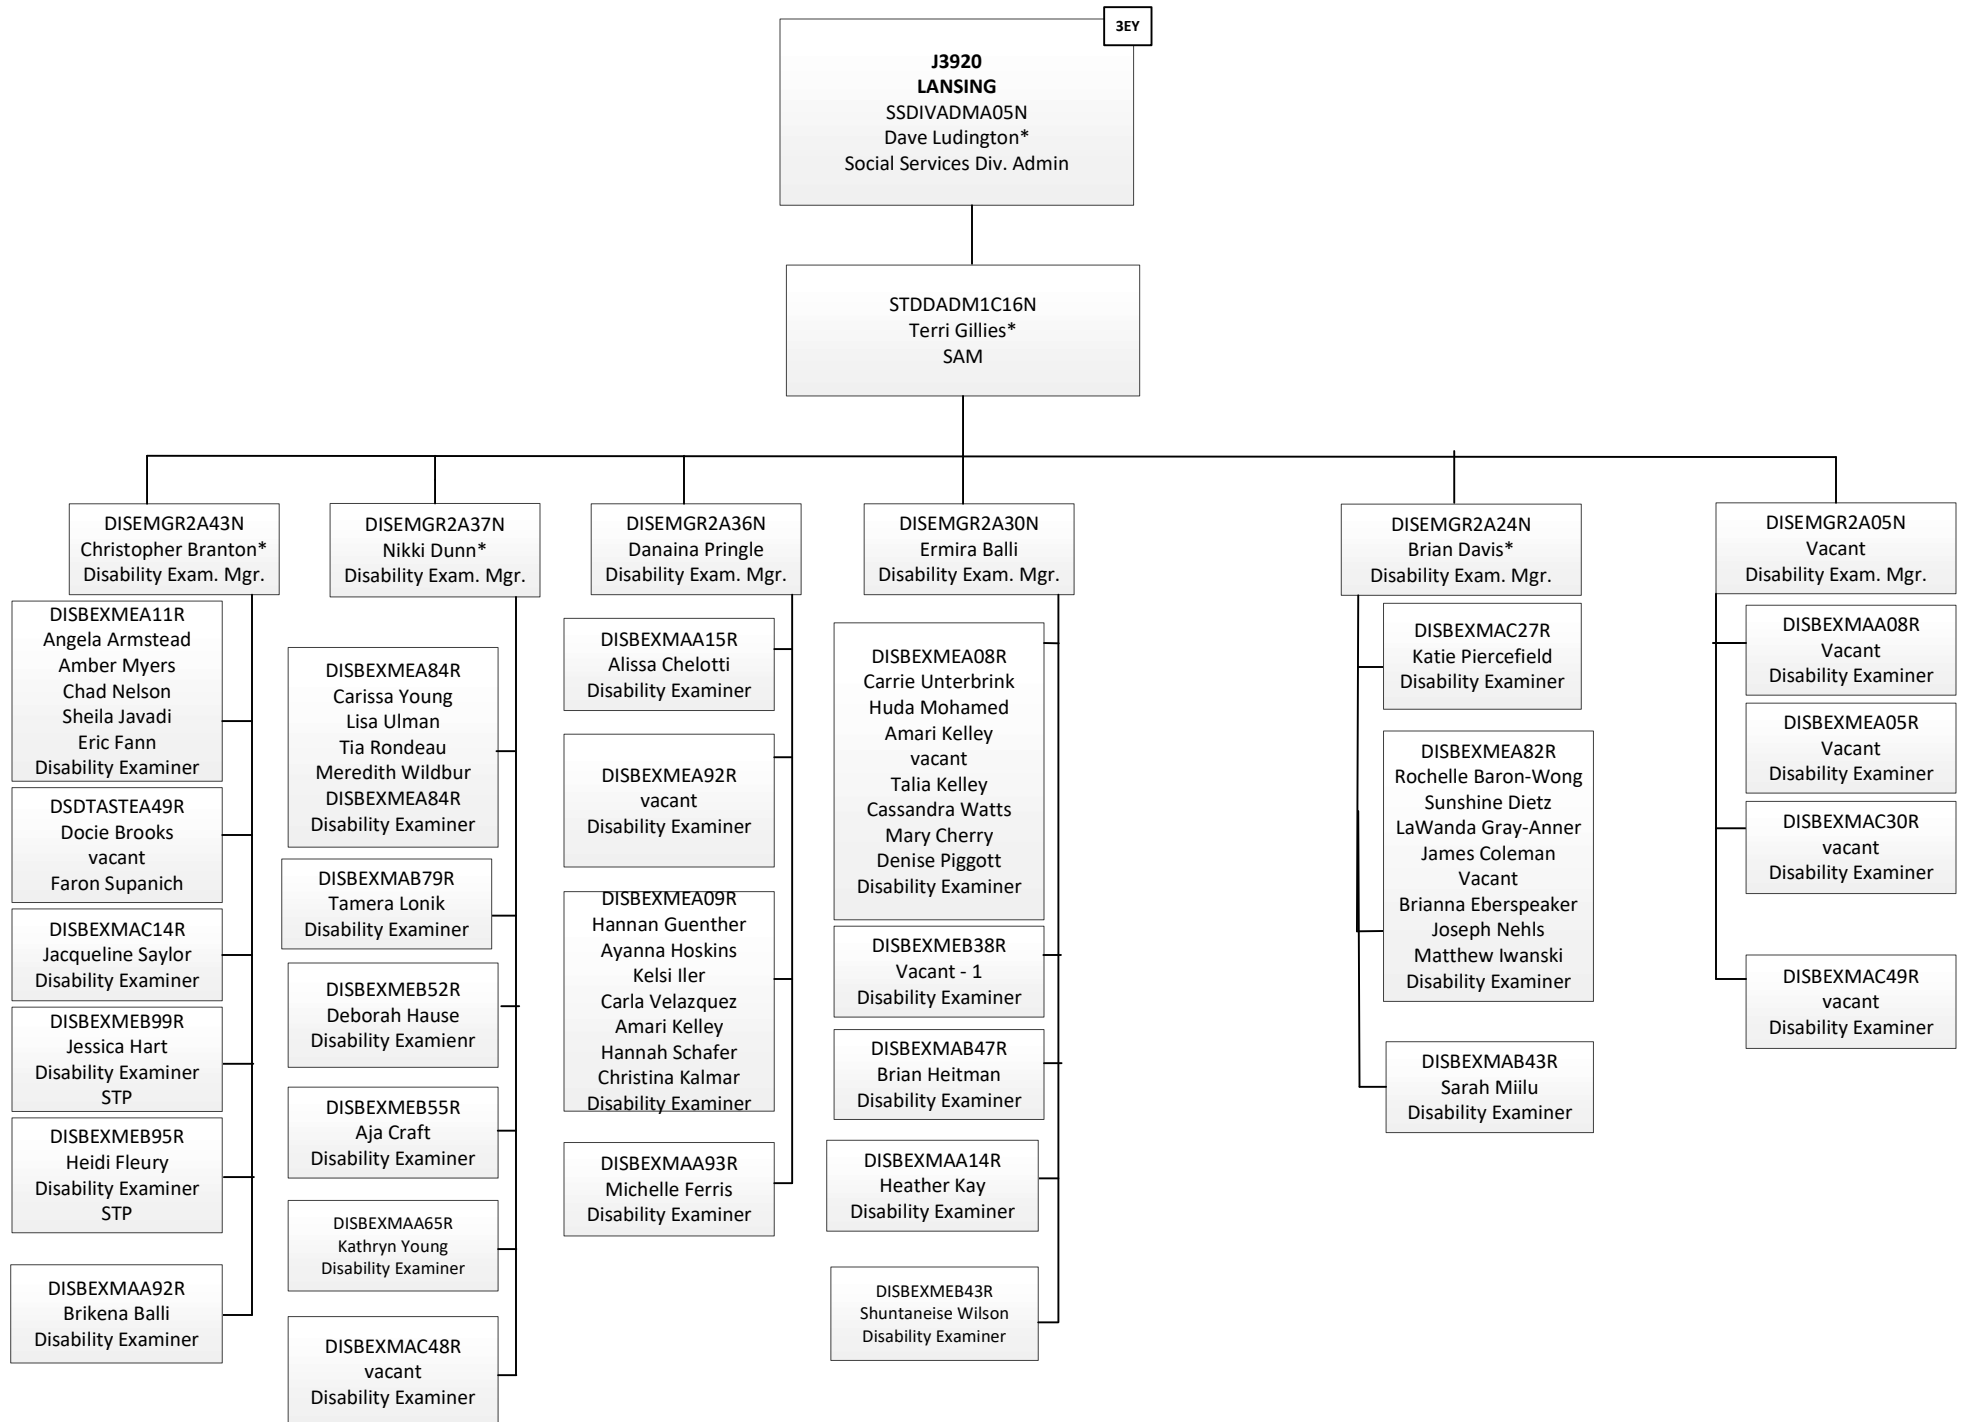 3EY
J3920
LANSING
SSDIVADMA05N
Dave Ludington*
Social Services Div. Admin
STDDADM1C16N
Terri Gillies*
SAM
DISEMGR2A43N
Christopher Branton*
Disability Exam. Mgr.
DISBEXMEA11R
Angela Armstead
Amber Myers
Chad Nelson
Sheila Javadi
Eric Fann
Disability Examiner
DSDTASTEA49R
Docie Brooks
vacant
Faron Supanich
DISBEXMAC14R
Jacqueline Saylor
Disability Examiner
DISBEXMEB99R
Jessica Hart
Disability Examiner
STP
DISBEXMEB95R
Heidi Fleury
Disability Examiner
STP
DISBEXMAA92R
Brikena Balli
Disability Examiner
DISEMGR2A37N
Nikki Dunn*
Disability Exam. Mgr.
DISBEXMEA84R
Carissa Young
Lisa Ulman
Tia Rondeau
Meredith Wildbur
DISBEXMEA84R
Disability Examiner
DISBEXMAB79R
Tamera Lonik
Disability Examiner
DISBEXMEB52R
Deborah Hause
Disability Examienr
DISBEXMEB55R
Aja Craft
Disability Examiner
DISBEXMAA65R
Kathryn Young
Disability Examiner
DISBEXMAC48R
vacant
Disability Examiner
DISEMGR2A36N
Danaina Pringle
Disability Exam. Mgr.
DISBEXMAA15R
Alissa Chelotti
Disability Examiner
DISBEXMEA92R
vacant
Disability Examiner
DISBEXMEA09R
Hannan Guenther
Ayanna Hoskins
Kelsi Iler
Carla Velazquez
Amari Kelley
Hannah Schafer
Christina Kalmar
Disability Examiner
DISBEXMAA93R
Michelle Ferris
Disability Examiner
DISEMGR2A30N
Ermira Balli
Disability Exam. Mgr.
DISBEXMEA08R
Carrie Unterbrink
Huda Mohamed
Amari Kelley
vacant
Talia Kelley
Cassandra Watts
Mary Cherry
Denise Piggott
Disability Examiner
DISBEXMEB38R
Vacant - 1
Disability Examiner
DISBEXMAB47R
Brian Heitman
Disability Examiner
DISBEXMAA14R
Heather Kay
Disability Examiner
DISBEXMEB43R
Shuntaneise Wilson
Disability Examiner
DISEMGR2A24N
Brian Davis*
Disability Exam. Mgr.
DISBEXMAC27R
Katie Piercefield
Disability Examiner
DISBEXMEA82R
Rochelle Baron-Wong
Sunshine Dietz
LaWanda Gray-Anner
James Coleman
Vacant
Brianna Eberspeaker
Joseph Nehls
Matthew Iwanski
Disability Examiner
DISBEXMAB43R
Sarah Miilu
Disability Examiner
DISEMGR2A05N
Vacant
Disability Exam. Mgr.
DISBEXMAA08R
Vacant
Disability Examiner
DISBEXMEA05R
Vacant
Disability Examiner
DISBEXMAC30R
vacant
Disability Examiner
DISBEXMAC49R
vacant
Disability Examiner